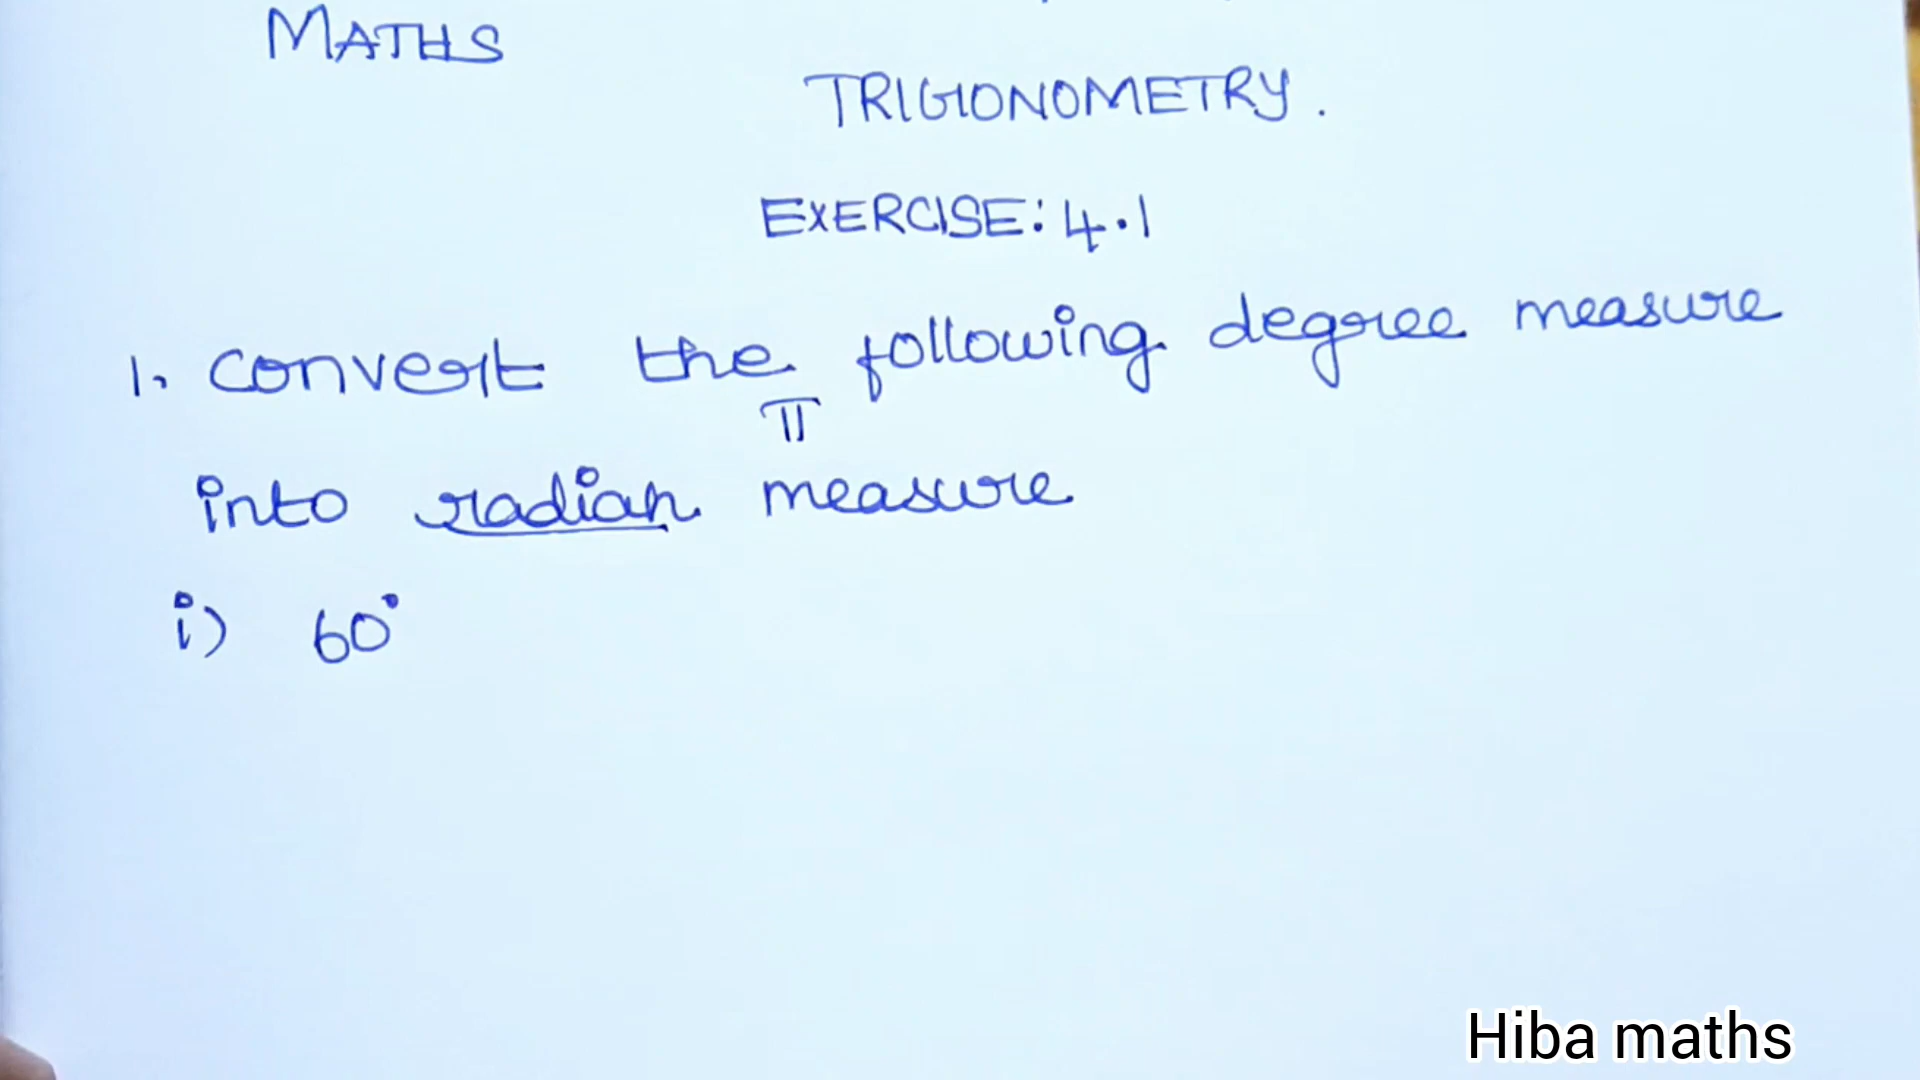 MATHS
TRIGONOMETRY.
EXERCISE: 4.1
1. Convert the following degree measure
π
into radian measure
i) 60°
Hiba maths